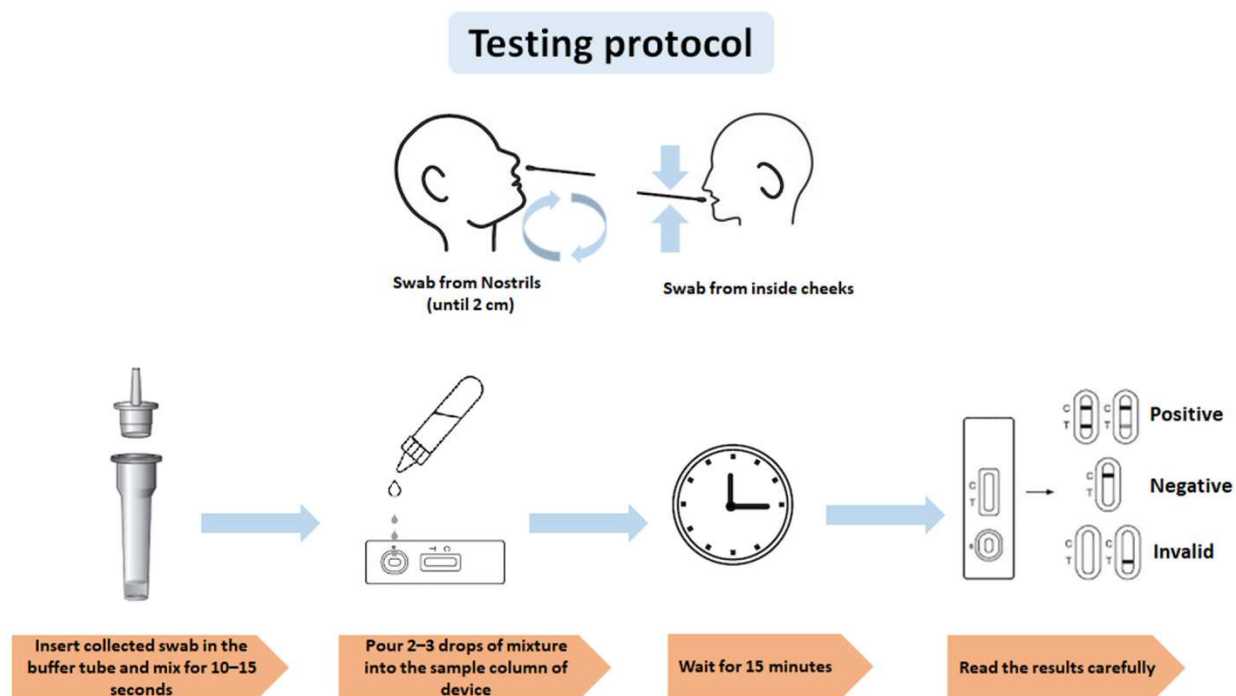 Testing protocol
Swab from Nostrils
(until 2 cm)
Swab from inside cheeks
C
T
C
T
Positive
C
T
Negative
C
T
C
T
Invalid
C
T
T
C
Insert collected swab in the
buffer tube and mix for 10–15
seconds
Pour 2–3 drops of mixture
into the sample column of
device
Wait for 15 minutes
Read the results carefully